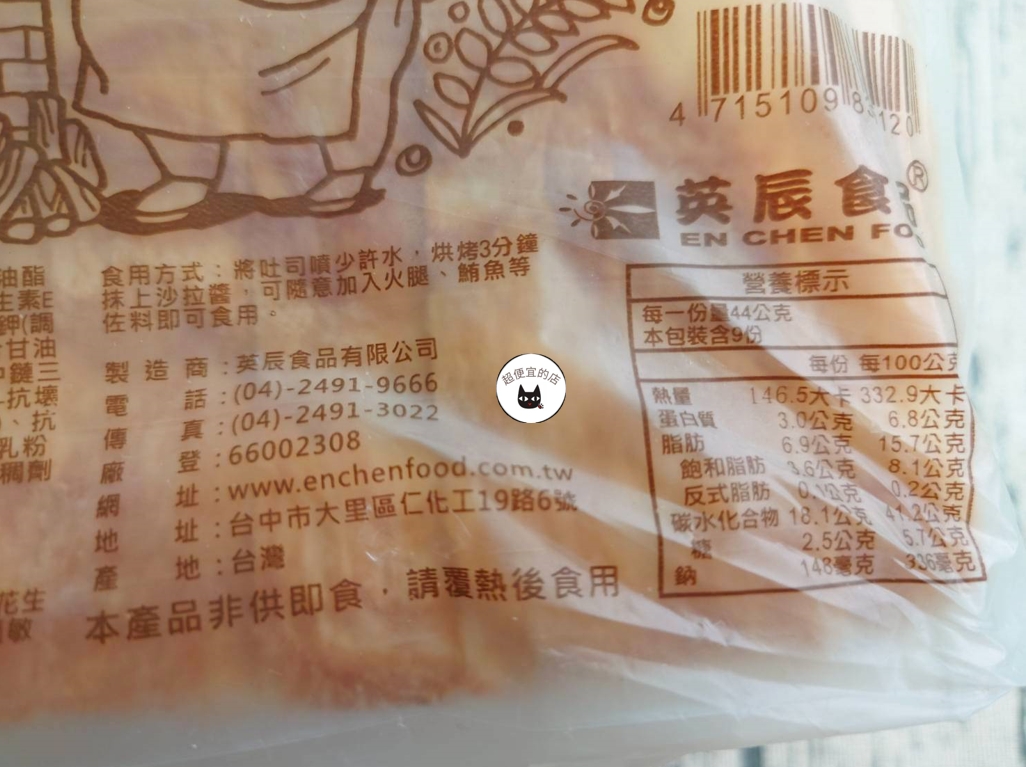 4 715109 83120
英辰食
®
EN CHEN FO
油酯
生素E
鉀(調
甘油
鏈三
抗壞
、抗
乳粉
稠劑
花生
敏
食用方式：將吐司噴少許水，烘烤3分鐘
抹上沙拉醬，可隨意加入火腿、鮪魚等
佐料即可食用。
製造商：英辰食品有限公司
電話：(04)-2491-9666
傳真：(04)-2491-3022
廠登：66002308
網址：www.enchenfood.com.tw
地址：台中市大里區仁化工19路6號
產地：台灣
本產品非供即食，請覆熱後食用
超便宜的店
營養標示
每一份量44公克
本包裝含9份
每份 每100公克
熱量 146.5大卡 332.9大卡
蛋白質 3.0公克 6.8公克
脂肪 6.9公克 15.7公克
飽和脂肪 3.6公克 8.1公克
反式脂肪 0.1公克 0.2公克
碳水化合物 18.1公克 41.2公克
糖 2.5公克 5.7公克
鈉 148毫克 336毫克